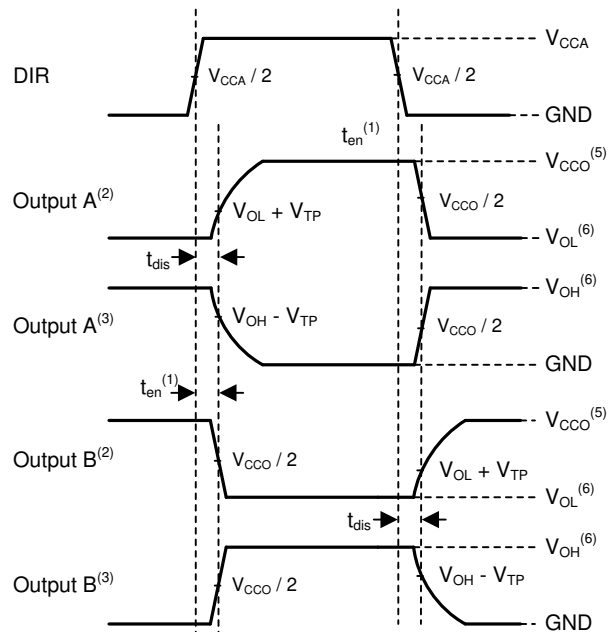 V_CCA
DIR
V_CCA / 2
V_CCA / 2
GND
t_en^(1)
V_CCO^(5)
Output A^(2)
V_OL + V_TP
V_CCO / 2
V_OL^(6)
t_dis
V_OH^(6)
Output A^(3)
V_OH - V_TP
V_CCO / 2
GND
t_en^(1)
V_CCO^(5)
Output B^(2)
V_CCO / 2
V_OL + V_TP
V_OL^(6)
t_dis
V_OH^(6)
Output B^(3)
V_CCO / 2
V_OH - V_TP
GND